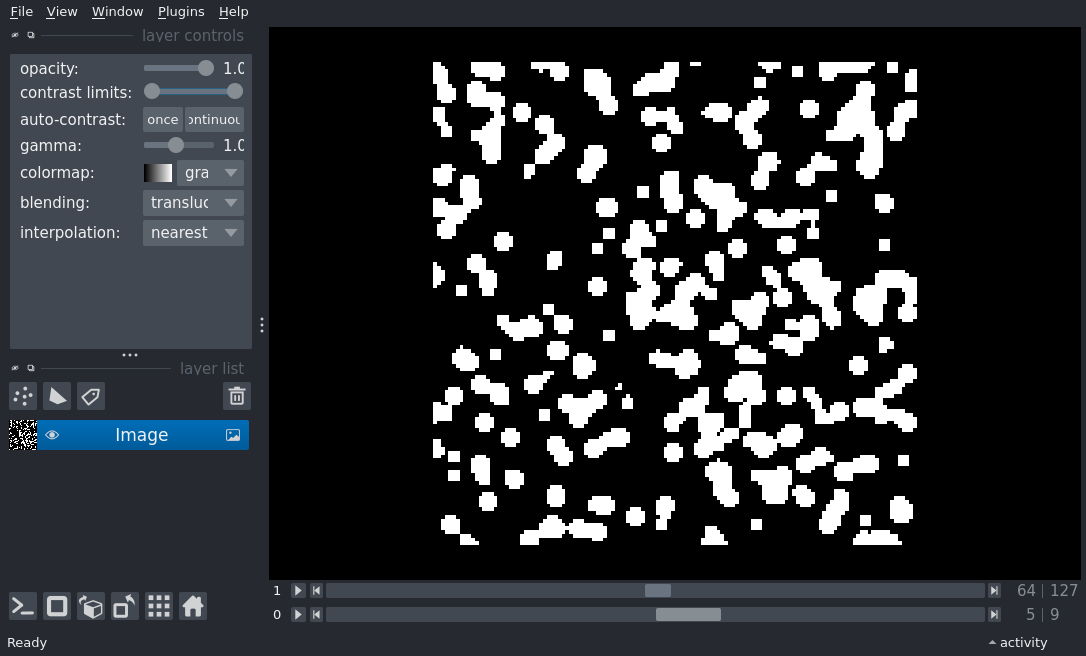 File View Window Plugins Help
layer controls
opacity: 1.0
contrast limits:
auto-contrast: once ontinuou
gamma: 1.0
colormap: gra
blending: transluc
interpolation: nearest
layer list
Image
1 64 | 127
0 5 | 9
Ready activity